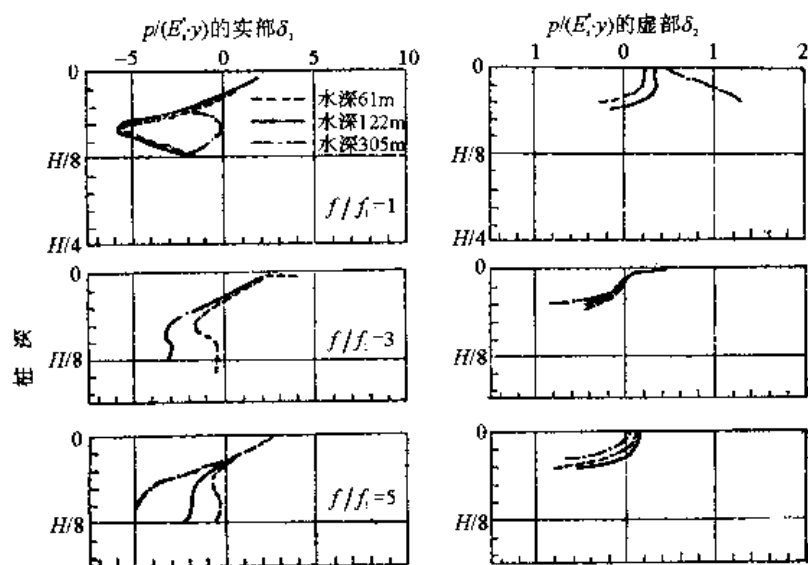 p/(E*₁·y)的实部δ₁
−5 0 5 10
0
水深61m
水深122m
水深305m
H/8
f/f₁=1
H/4
0
f/f₁=3
H/8
0
f/f₁=5
H/8
桩 深
p/(E*₁·y)的虚部δ₂
1 0 1 2
0
H/8
H/4
0
H/8
0
H/8